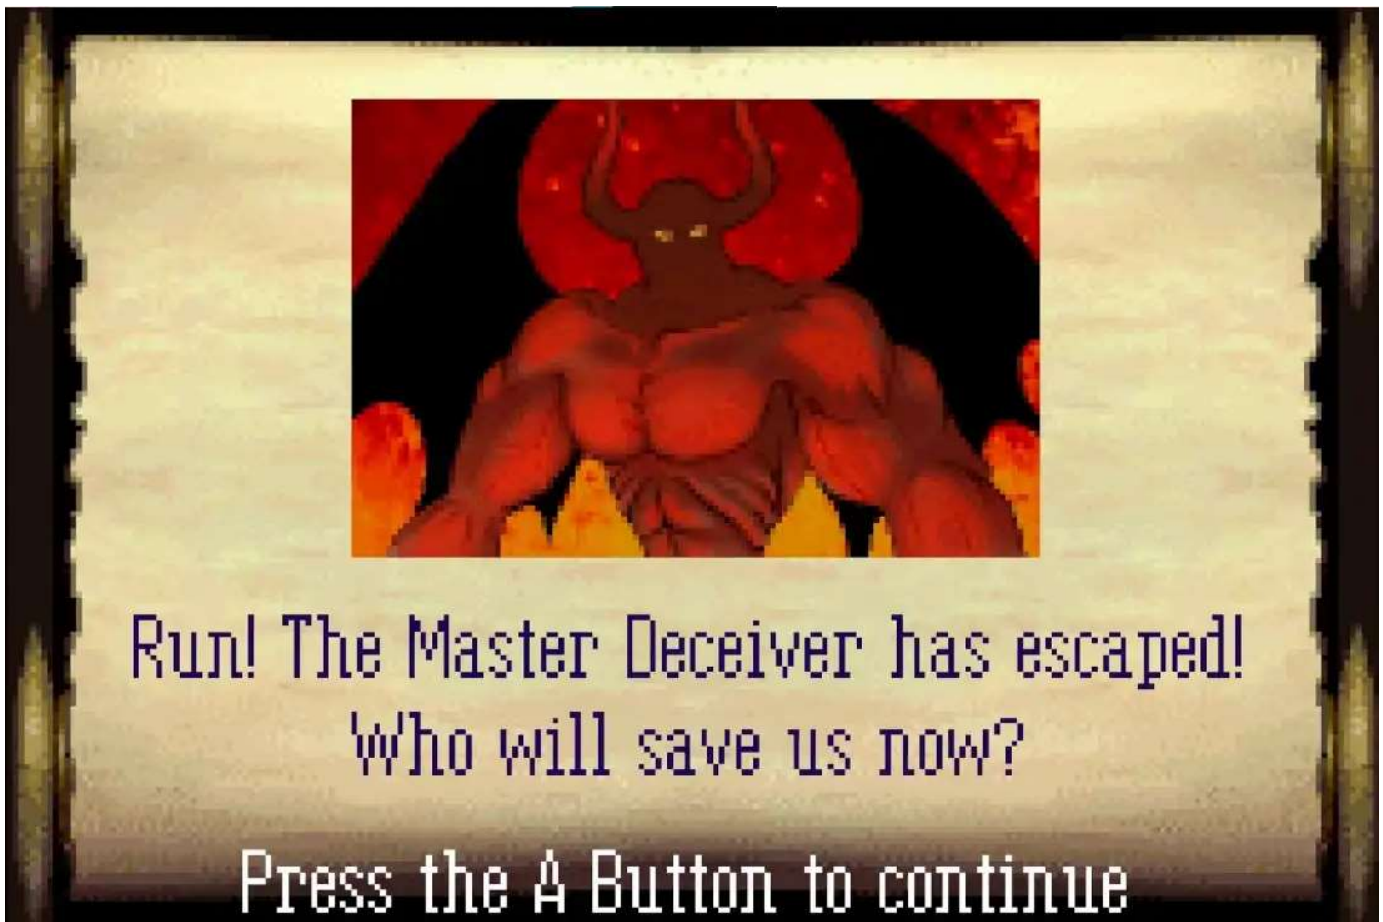 Run! The Master Deceiver has escaped!
Who will save us now?
Press the A Button to continue